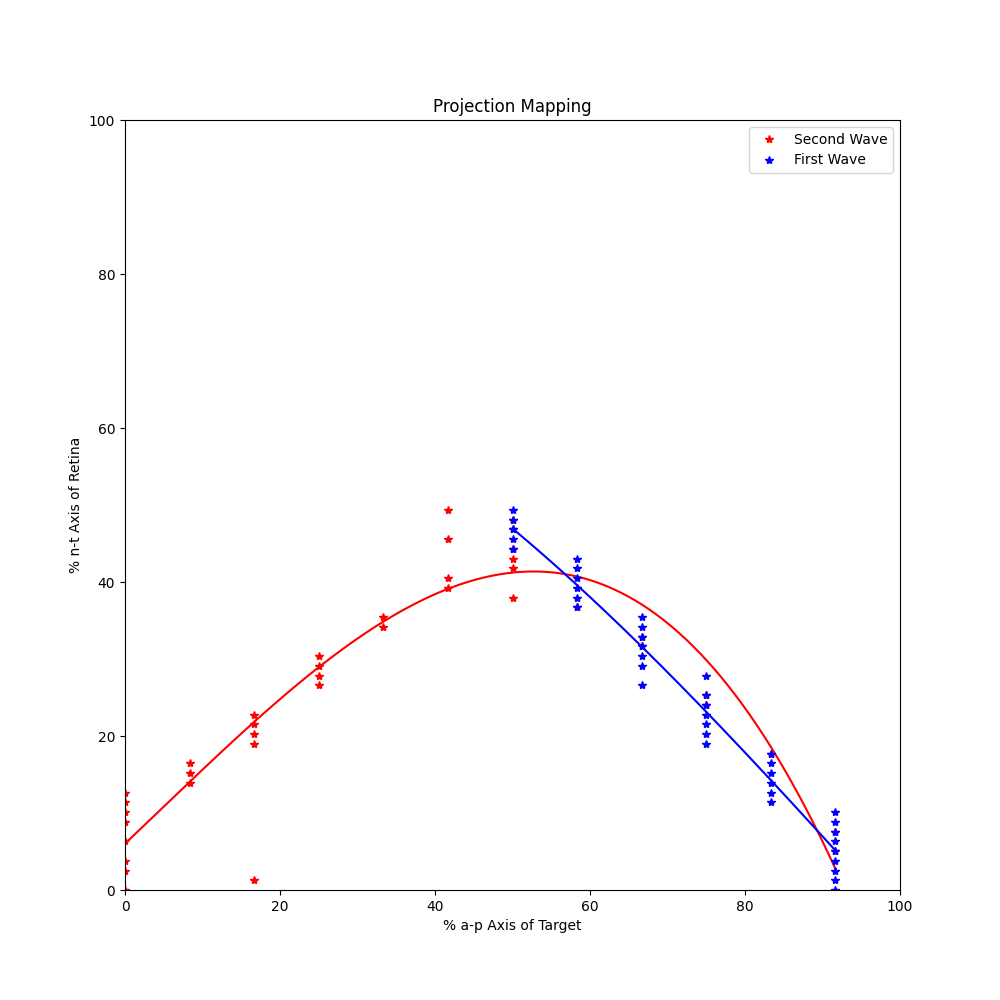 Projection Mapping
100
Second Wave
First Wave
80
60
40
20
0
% n-t Axis of Retina
0 20 40 60 80 100
% a-p Axis of Target